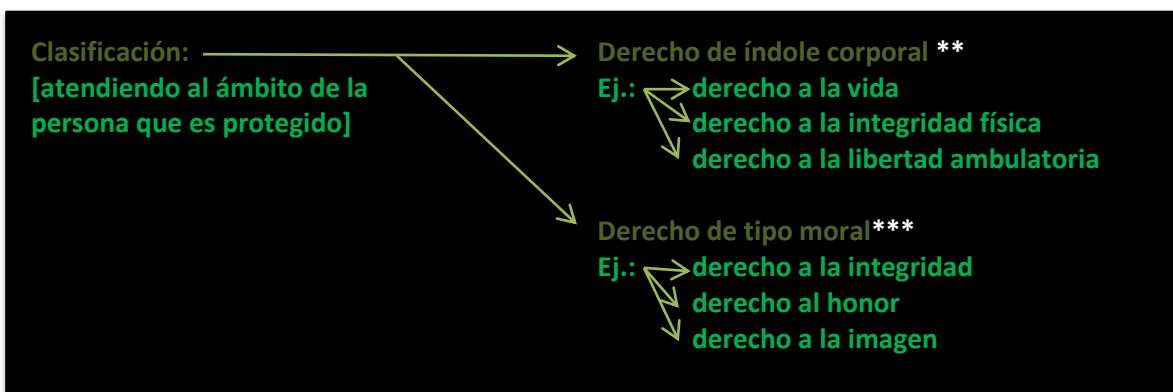 Clasificación:
[atendiendo al ámbito de la
persona que es protegido]
Derecho de índole corporal **
Ej.: derecho a la vida
derecho a la integridad física
derecho a la libertad ambulatoria
Derecho de tipo moral***
Ej.: derecho a la integridad
derecho al honor
derecho a la imagen